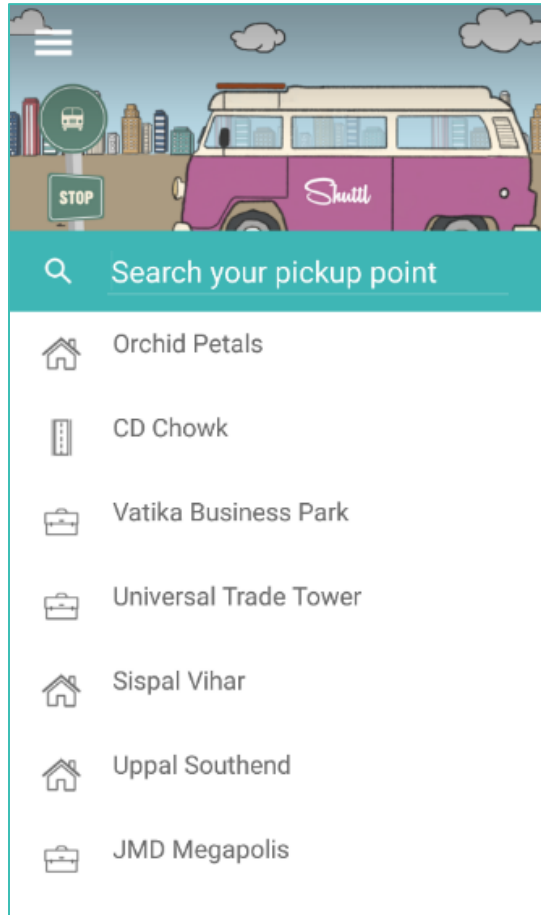 STOP
Shuttl
Search your pickup point
Orchid Petals
CD Chowk
Vatika Business Park
Universal Trade Tower
Sispal Vihar
Uppal Southend
JMD Megapolis